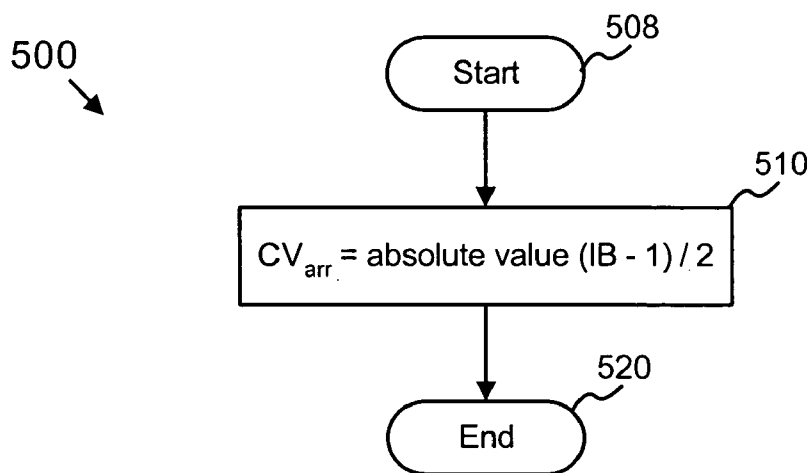 500
508
Start
510
CV_arr = absolute value (IB - 1) / 2
520
End